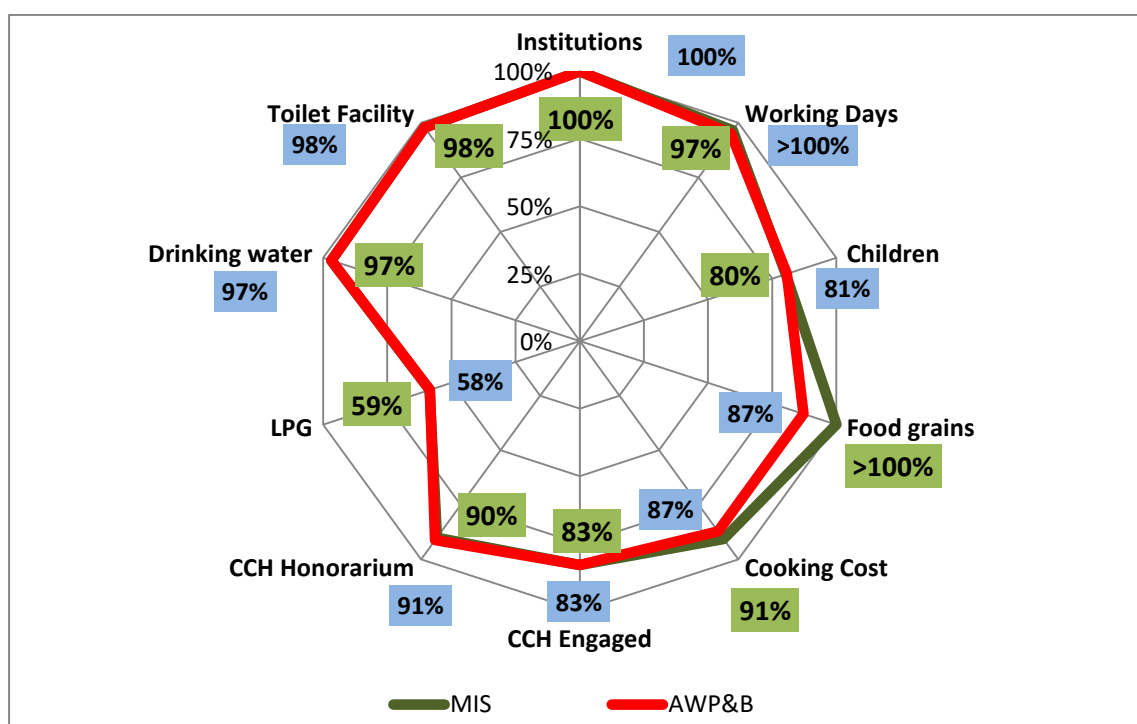 Institutions
100%
100%
Toilet Facility
98%
98%
100%
75%
97%
Working Days
>100%
50%
Drinking water
97%
97%
25%
80%
Children
81%
0%
LPG
59%
58%
87%
Food grains
>100%
90%
83%
87%
CCH Honorarium
91%
83%
CCH Engaged
Cooking Cost
91%
MIS
AWP&B